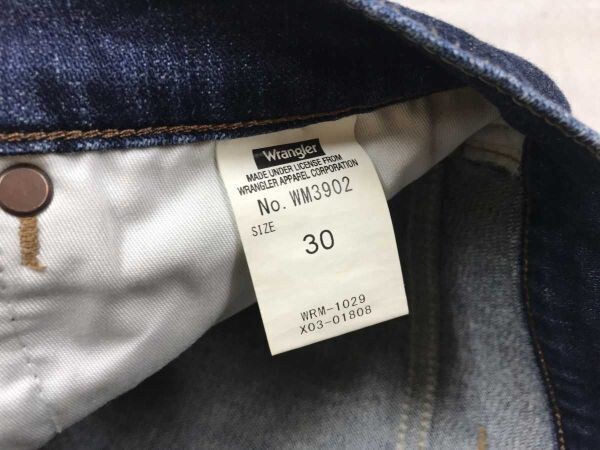 Wrangler
MADE UNDER LICENSE FROM
WRANGLER APPAREL CORPORATION
No. WM3902
SIZE
30
WRM-1029
X03-01808